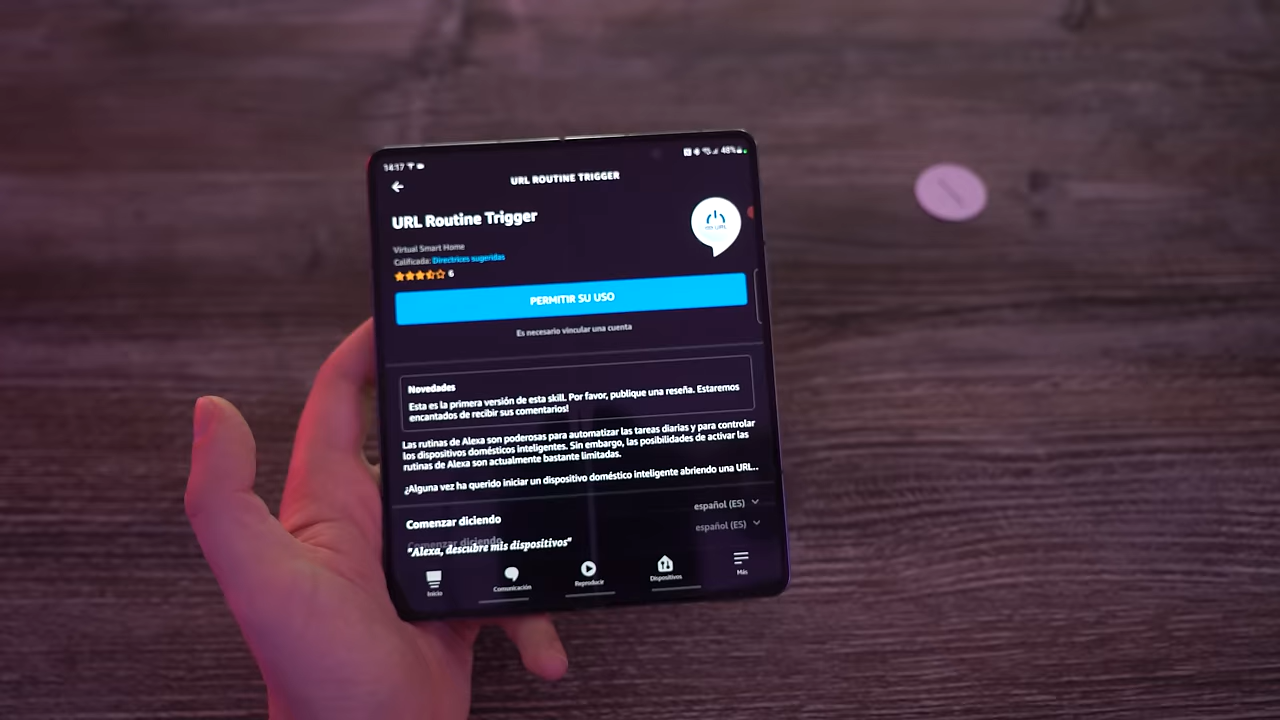 14:17
48%
URL ROUTINE TRIGGER
URL Routine Trigger
Virtual Smart Home
Calificada: Directrices sugeridas
6
PERMITIR SU USO
Es necesario vincular una cuenta
Novedades
Esta es la primera versión de esta skill. Por favor, publique una reseña. Estaremos
encantados de recibir sus comentarios!
Las rutinas de Alexa son poderosas para automatizar las tareas diarias y para controlar
los dispositivos domésticos inteligentes. Sin embargo, las posibilidades de activar las
rutinas de Alexa son actualmente bastante limitadas.
¿Alguna vez ha querido iniciar un dispositivo doméstico inteligente abriendo una URL..
español (ES)
Comenzar diciendo
español (ES)
Comenzar diciendo
"Alexa, descubre mis dispositivos"
Inicio
Comunicación
Reproducir
Dispositivos
Más